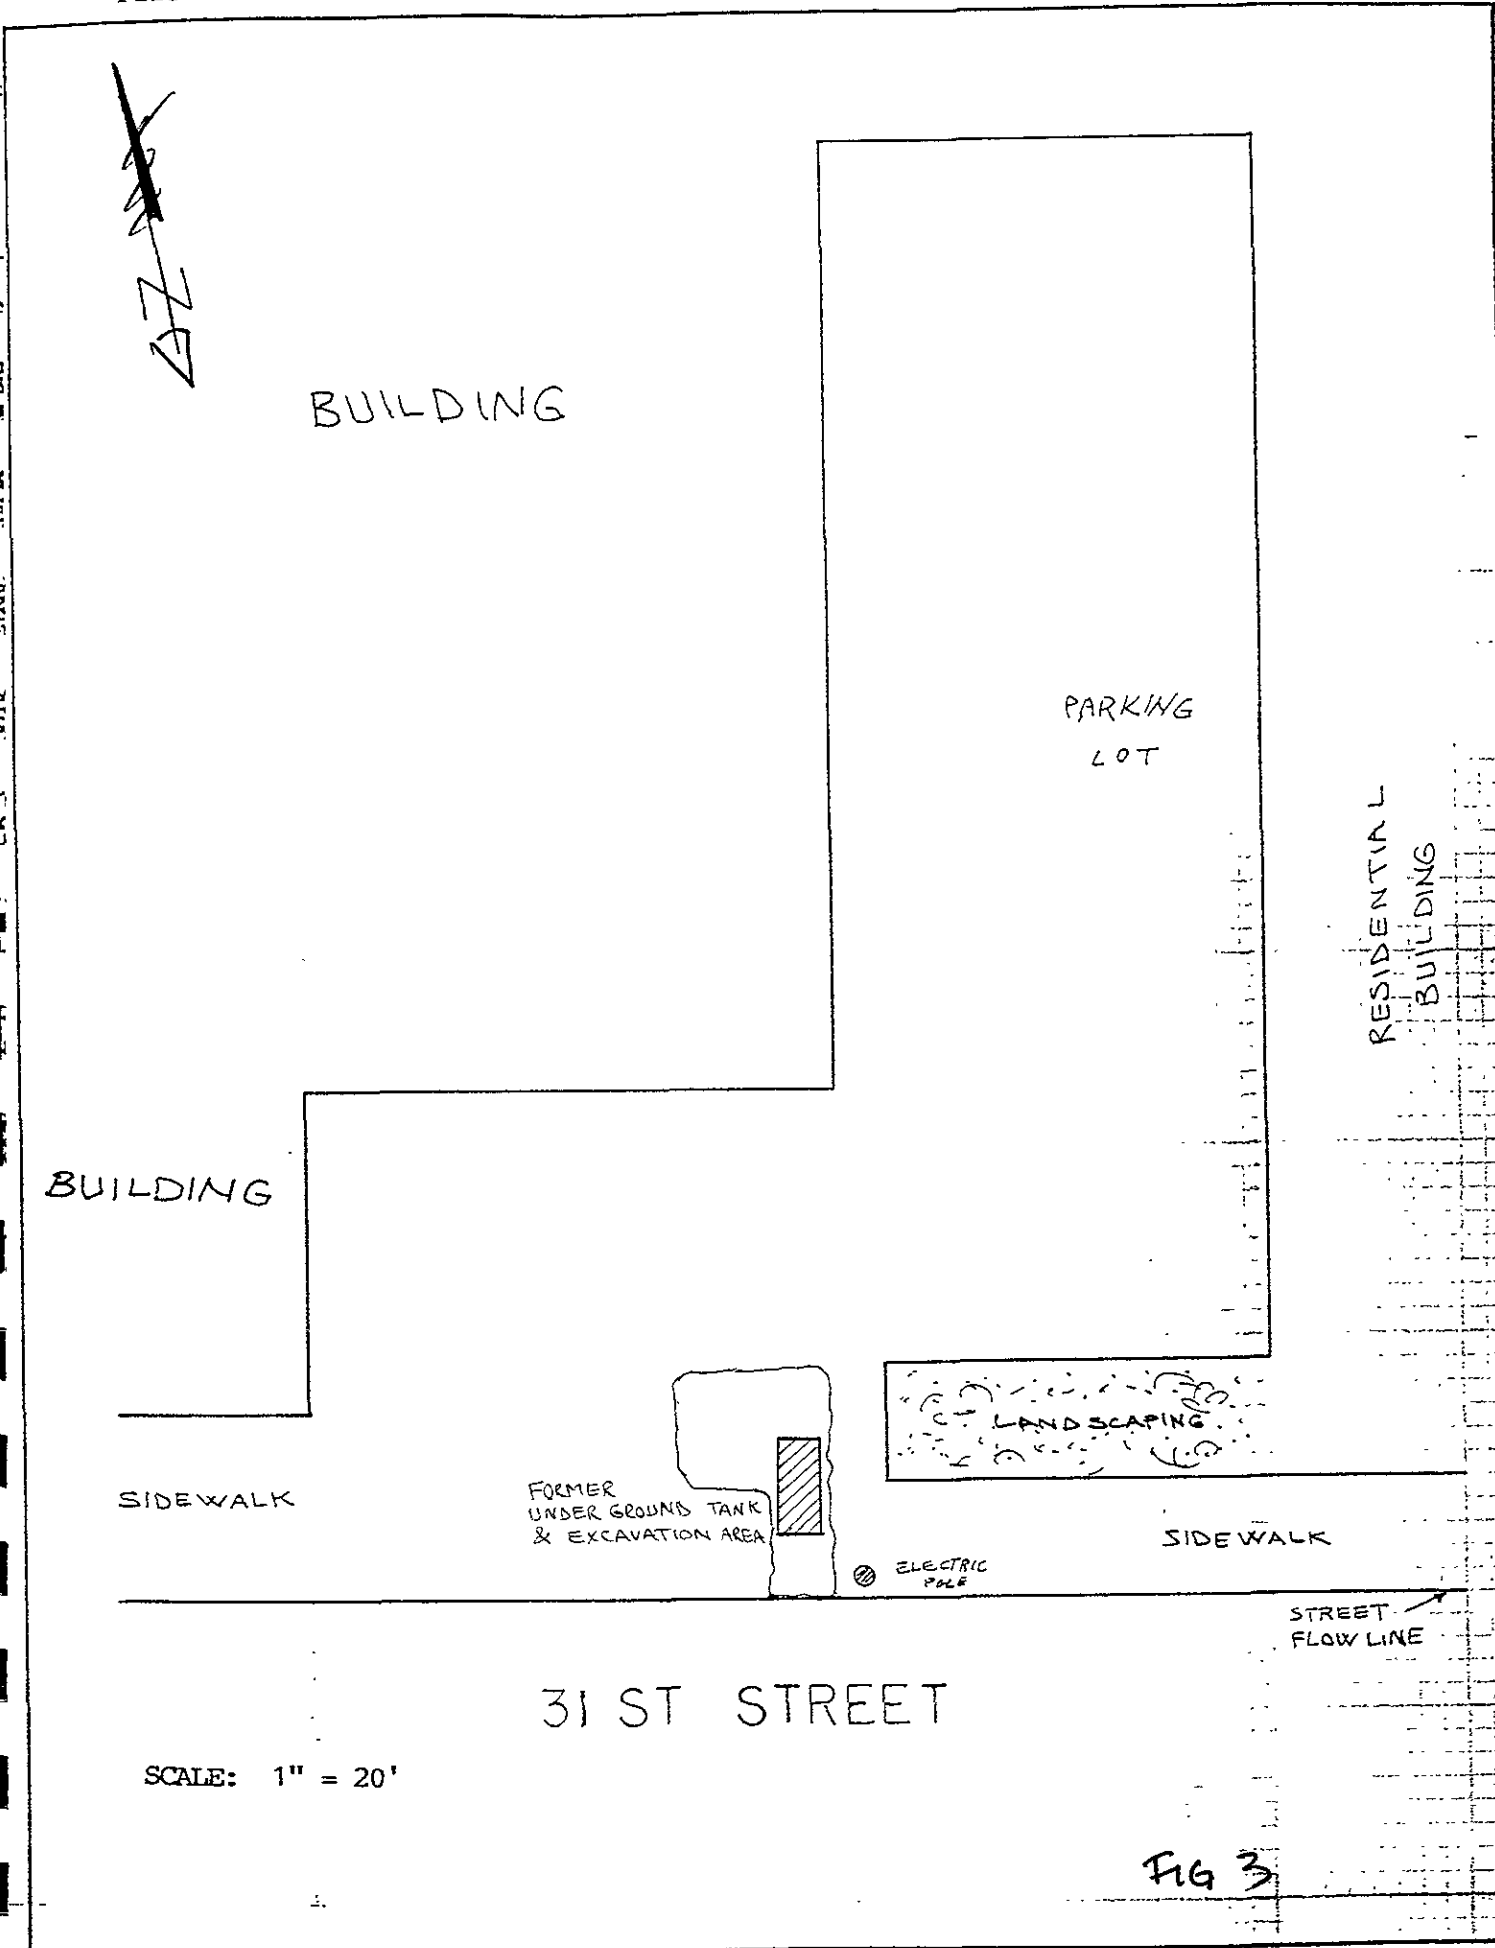 N
BUILDING
PARKING
LOT
RESIDENTIAL
BUILDING
BUILDING
LANDSCAPING
SIDEWALK
FORMER
UNDER GROUND TANK
& EXCAVATION AREA
SIDEWALK
ELECTRIC
POLE
STREET
FLOW LINE
31 ST STREET
SCALE: 1" = 20'
FIG 3